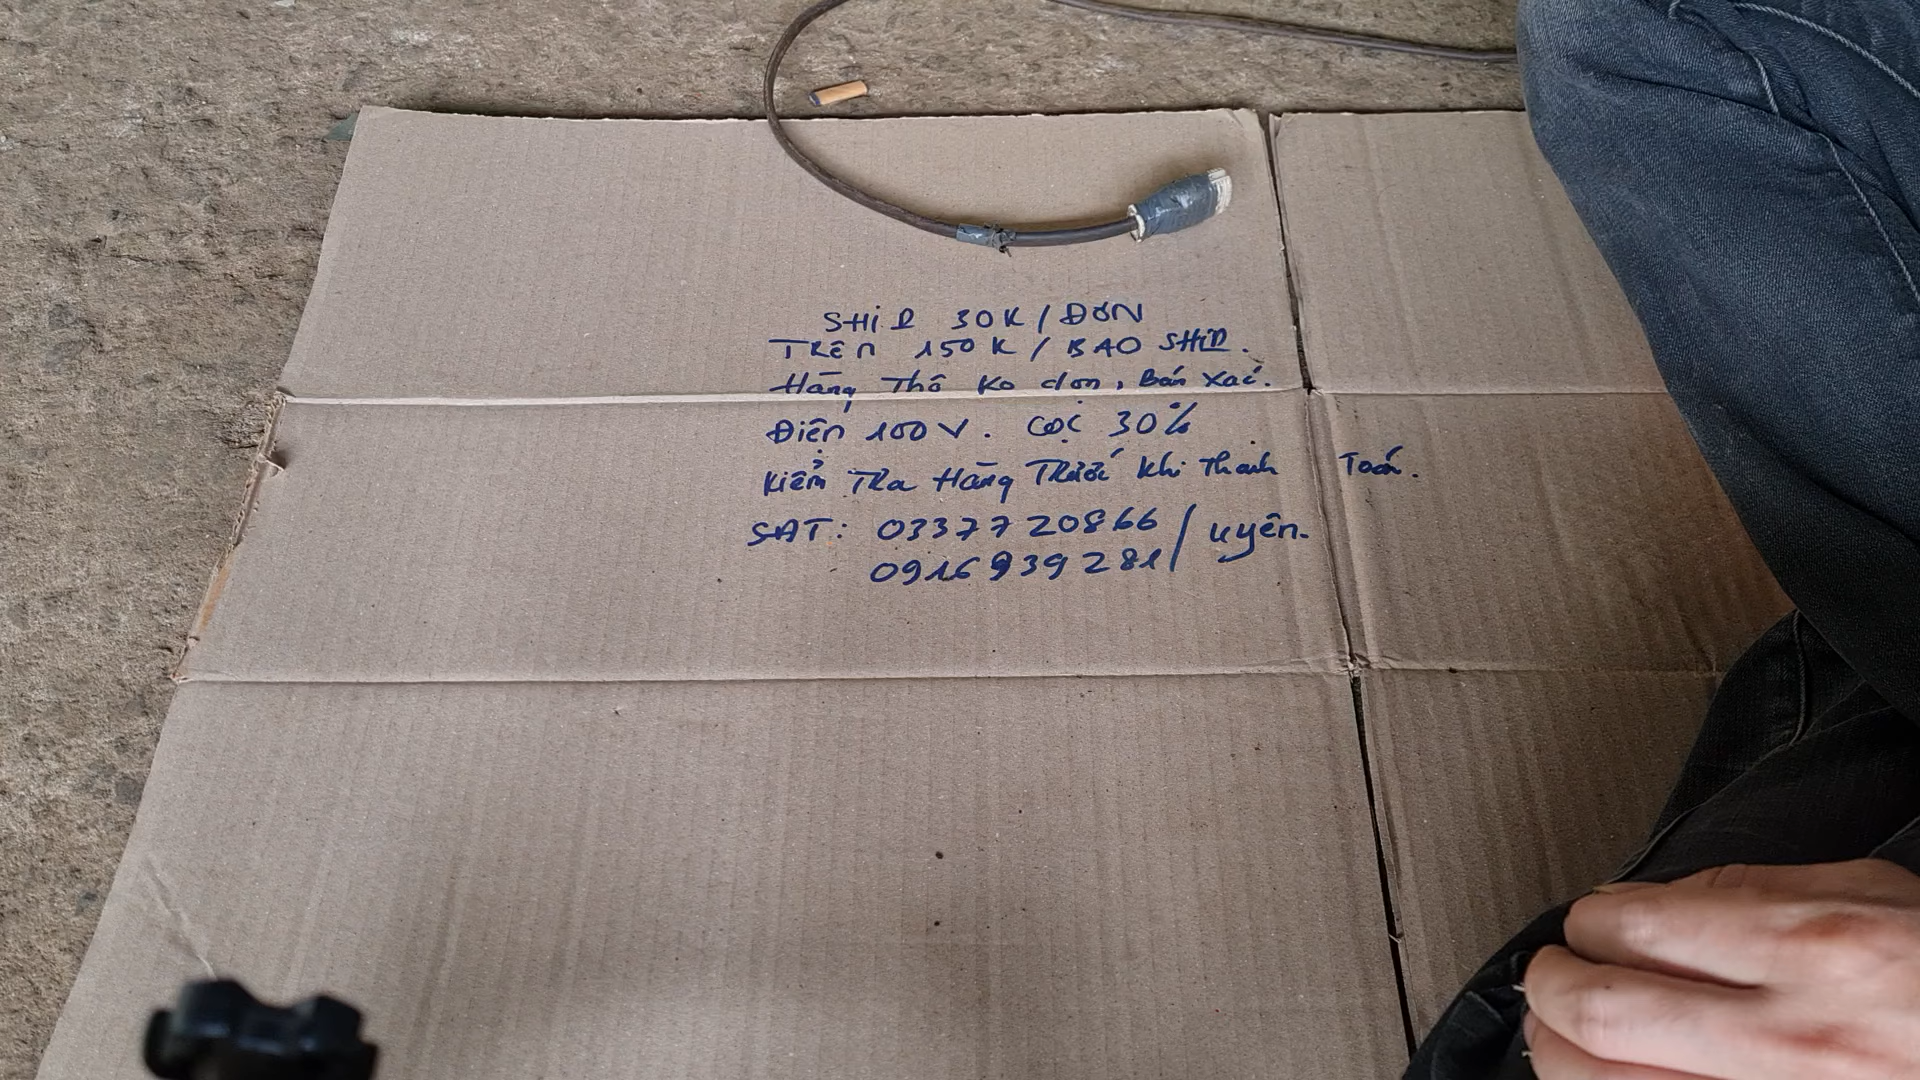 SHiP 30K/ĐƠN
TRÊN 150K/BAO SHIP.
Hàng Thô Ko dọn, Bán Xác.
Điện 100V. CỌC 30%
Kiểm Tra Hàng Trước Khi Thanh Toán.
SĐT: 0337720866/ uyên.
0916939281/